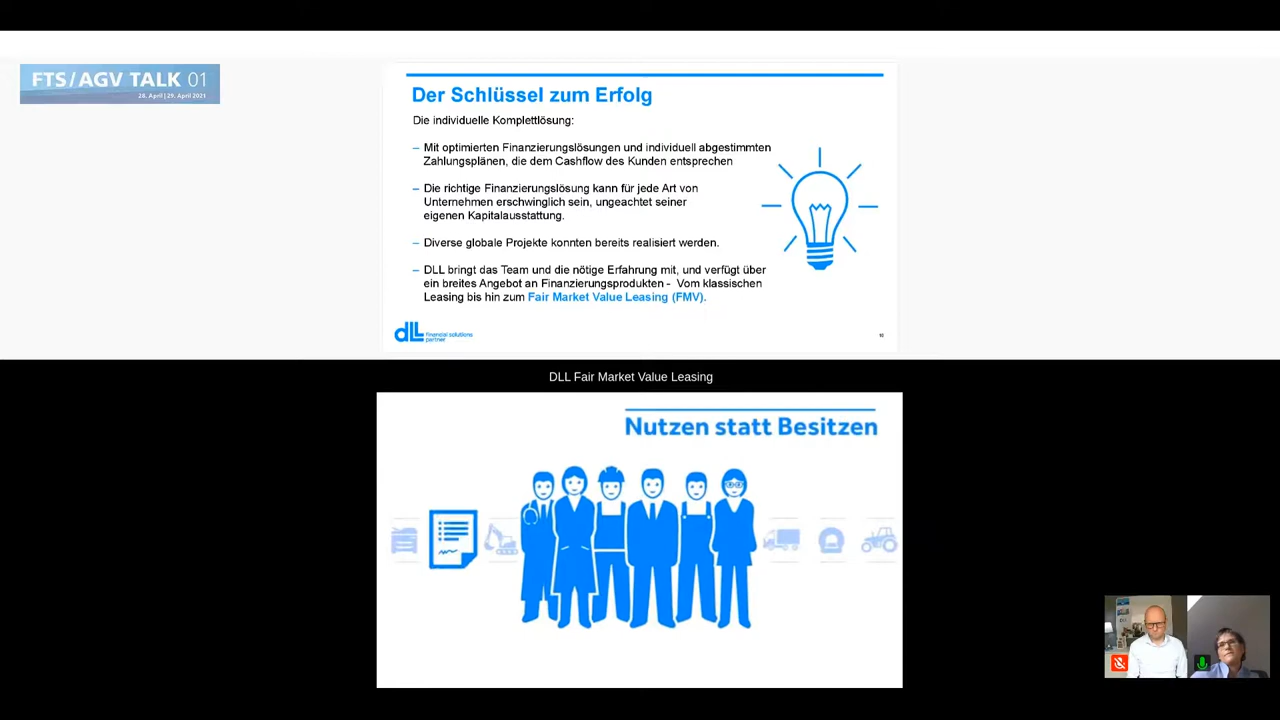 FTS/AGV TALK 01
28. April | 29. April 2021
Der Schlüssel zum Erfolg
Die individuelle Komplettlösung:
– Mit optimierten Finanzierungslösungen und individuell abgestimmten
Zahlungsplänen, die dem Cashflow des Kunden entsprechen
– Die richtige Finanzierungslösung kann für jede Art von
Unternehmen erschwinglich sein, ungeachtet seiner
eigenen Kapitalausstattung.
– Diverse globale Projekte konnten bereits realisiert werden.
– DLL bringt das Team und die nötige Erfahrung mit, und verfügt über
ein breites Angebot an Finanzierungsprodukten - Vom klassischen
Leasing bis hin zum Fair Market Value Leasing (FMV).
dLL financial solutions
partner
10
DLL Fair Market Value Leasing
Nutzen statt Besitzen